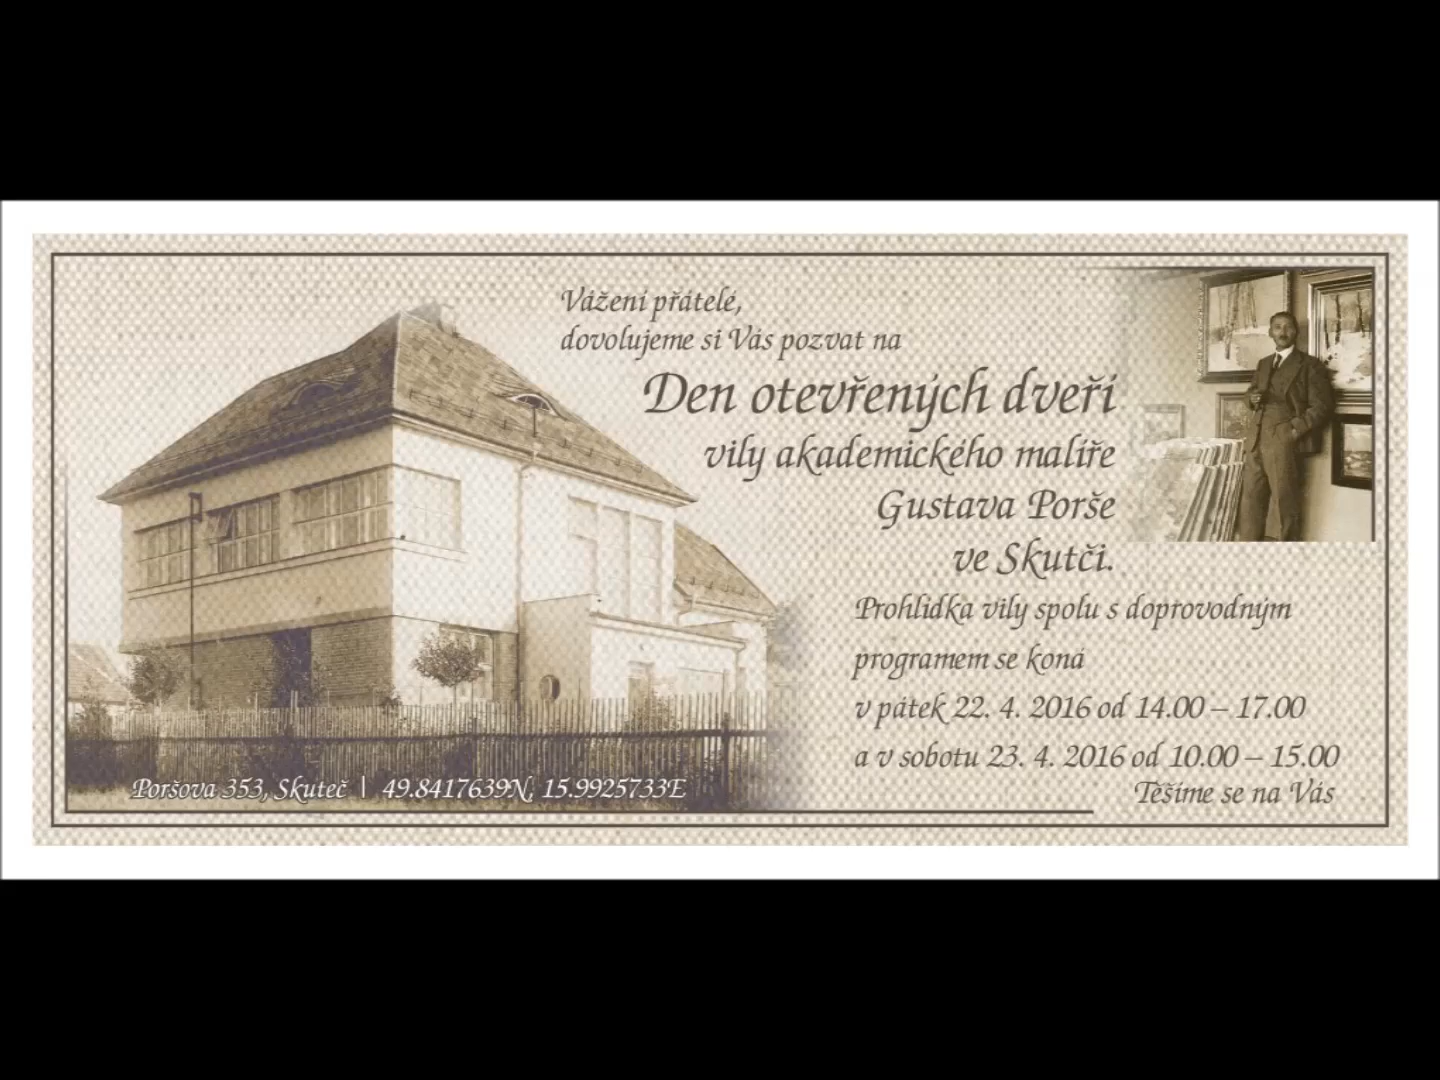 Vážení přátelé,
dovolujeme si Vás pozvat na
Den otevřených dveří
vily akademického malíře
Gustava Porše
ve Skutči.
Prohlídka vily spolu s doprovodným
programem se koná
v pátek 22. 4. 2016 od 14.00 – 17.00
a v sobotu 23. 4. 2016 od 10.00 – 15.00
Těšíme se na Vás
Poršova 353, Skuteč | 49.8417639N, 15.9925733E